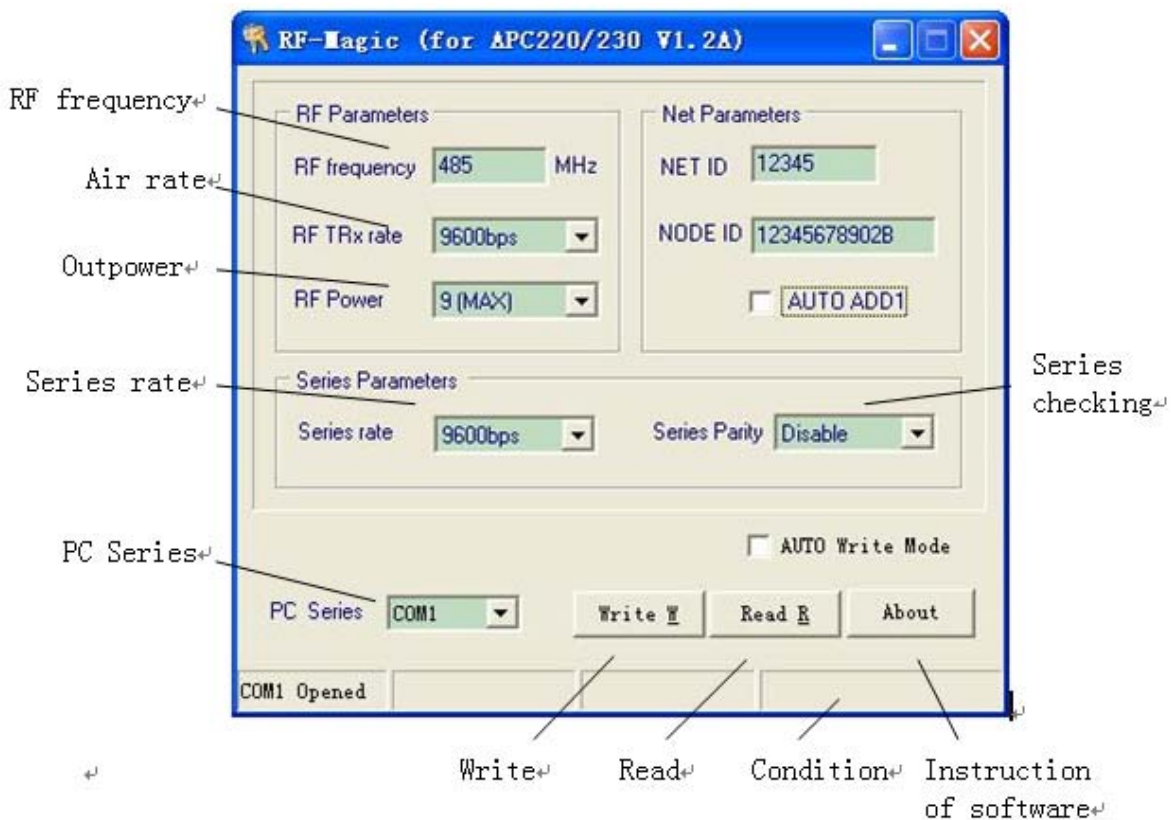 RF-Magic (for APC220/230 V1.2A)
RF frequency
Air rate
Outpower
Series rate
PC Series
RF Parameters
RF frequency 485 MHz
RF TRx rate 9600bps
RF Power 9 (MAX)
Net Parameters
NET ID 12345
NODE ID 12345678902B
AUTO ADD1
Series Parameters
Series rate 9600bps
Series Parity Disable
Series
checking
AUTO Write Mode
PC Series COM1
Write W
Read R
About
COM1 Opened
Write
Read
Condition
Instruction
of software